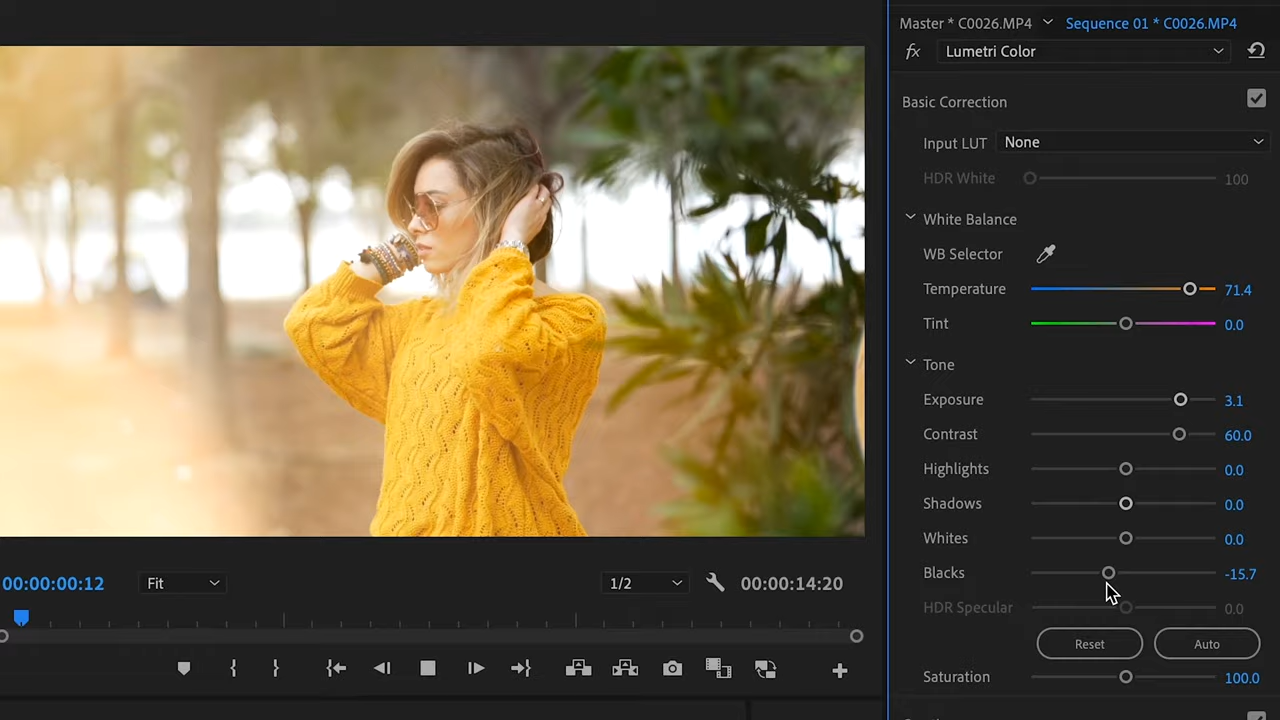 Master * C0026.MP4 Sequence 01 * C0026.MP4
fx Lumetri Color
Basic Correction
Input LUT None
HDR White 100
White Balance
WB Selector
Temperature 71.4
Tint 0.0
Tone
Exposure 3.1
Contrast 60.0
Highlights 0.0
Shadows 0.0
Whites 0.0
Blacks -15.7
HDR Specular 0.0
Reset Auto
Saturation 100.0
00:00:00:12 Fit 1/2 00:00:14:20